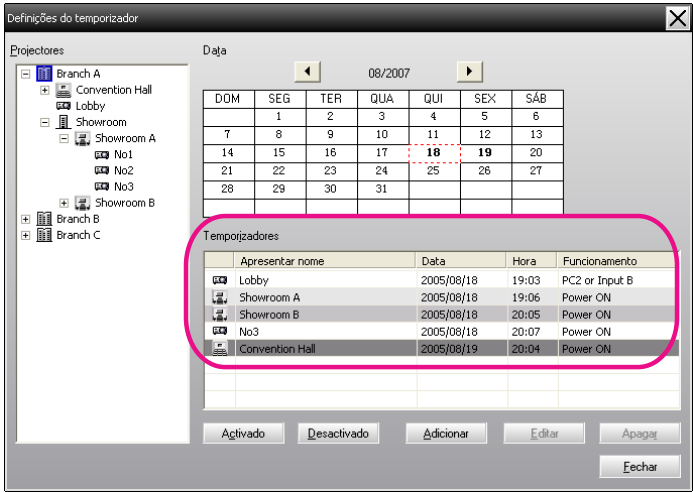 Definições do temporizador
Projectores
Branch A
Convention Hall
Lobby
Showroom
Showroom A
No1
No2
No3
Showroom B
Branch B
Branch C
Data
08/2007
DOM SEG TER QUA QUI SEX SÁB
1 2 3 4 5 6
7 8 9 10 11 12 13
14 15 16 17 18 19 20
21 22 23 24 25 26 27
28 29 30 31
Temporizadores
Apresentar nome Data Hora Funcionamento
Lobby 2005/08/18 19:03 PC2 or Input B
Showroom A 2005/08/18 19:06 Power ON
Showroom B 2005/08/18 20:05 Power ON
No3 2005/08/18 20:07 Power ON
Convention Hall 2005/08/19 20:04 Power ON
Activado Desactivado Adicionar Editar Apagar
Fechar